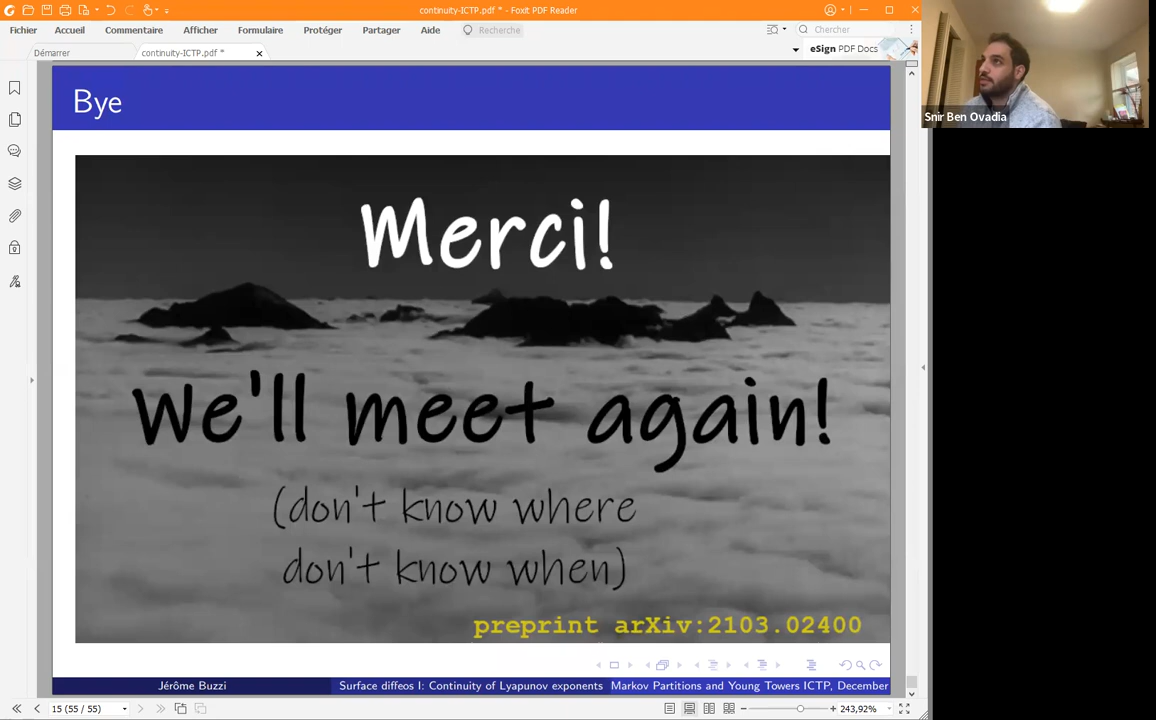 continuity-ICTP.pdf * - Foxit PDF Reader
Fichier Accueil Commentaire Afficher Formulaire Protéger Partager Aide Recherche Chercher
Démarrer continuity-ICTP.pdf * eSign PDF Docs
Snir Ben Ovadia
Bye
Merci!
We'll meet again!
(don't know where
don't know when)
preprint arXiv:2103.02400
Jérôme Buzzi Surface diffeos I: Continuity of Lyapunov exponents Markov Partitions and Young Towers ICTP, December
15 (55 / 55) 243,92%